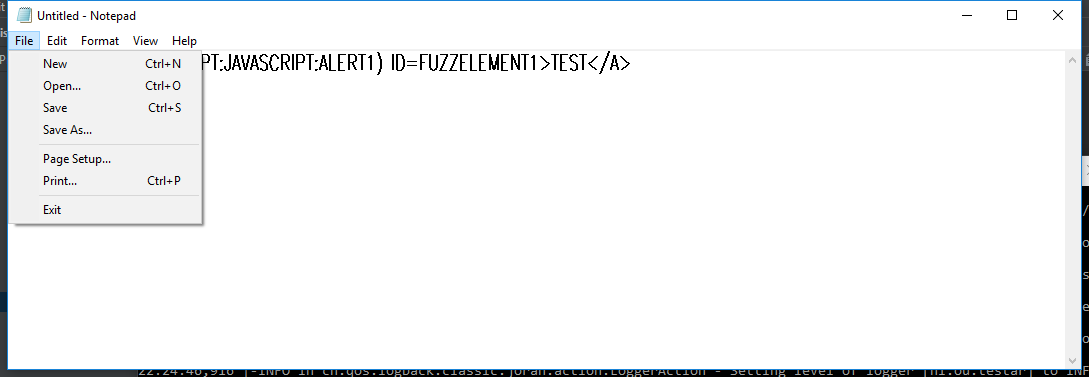 Untitled - Notepad
File Edit Format View Help
PT:JAVASCRIPT:ALERT1) ID=FUZZELEMENT1>TEST</A>
New Ctrl+N
Open... Ctrl+O
Save Ctrl+S
Save As...
Page Setup...
Print... Ctrl+P
Exit
22:24:46,916 |-INFO in ch.qos.logback.classic.joran.action.LoggerAction - Setting level of logger [nl.ou.testar] to INF